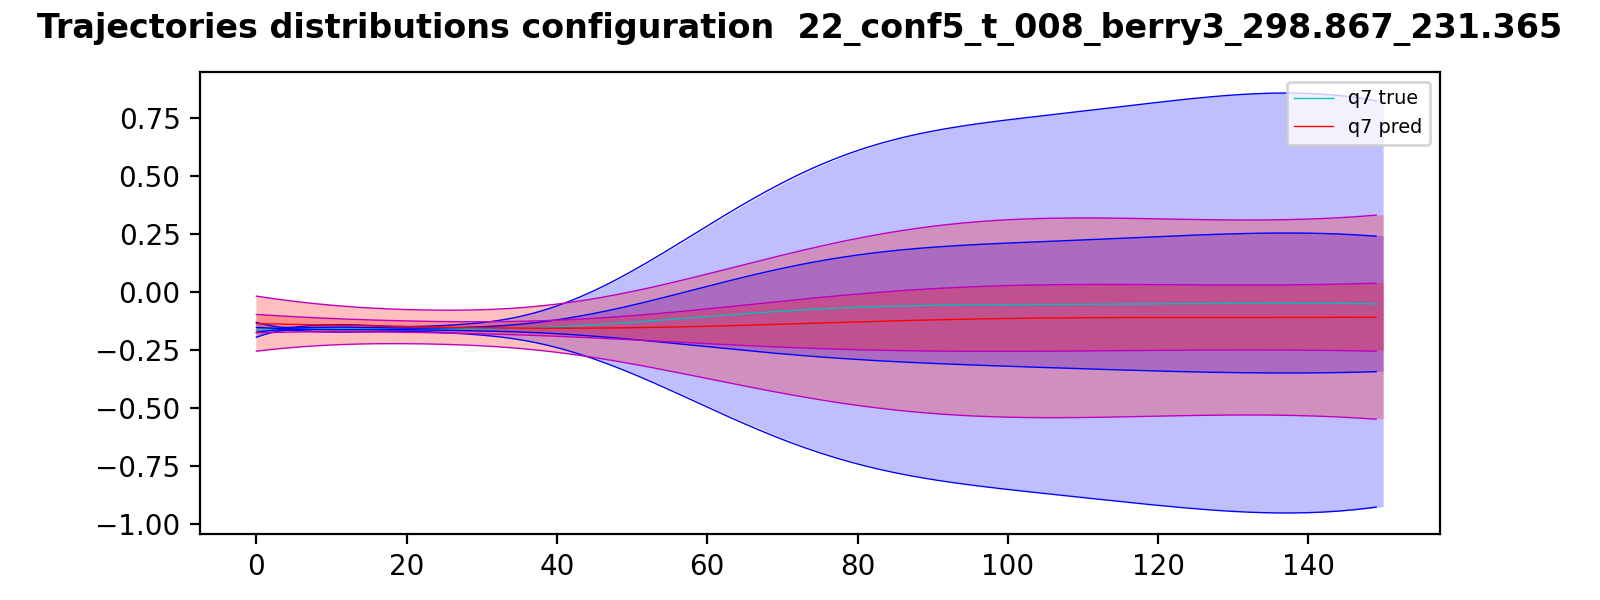 Trajectories distributions configuration  22_conf5_t_008_berry3_298.867_231.365
q7 true
q7 pred
0.75
0.50
0.25
0.00
−0.25
−0.50
−0.75
−1.00
0 20 40 60 80 100 120 140